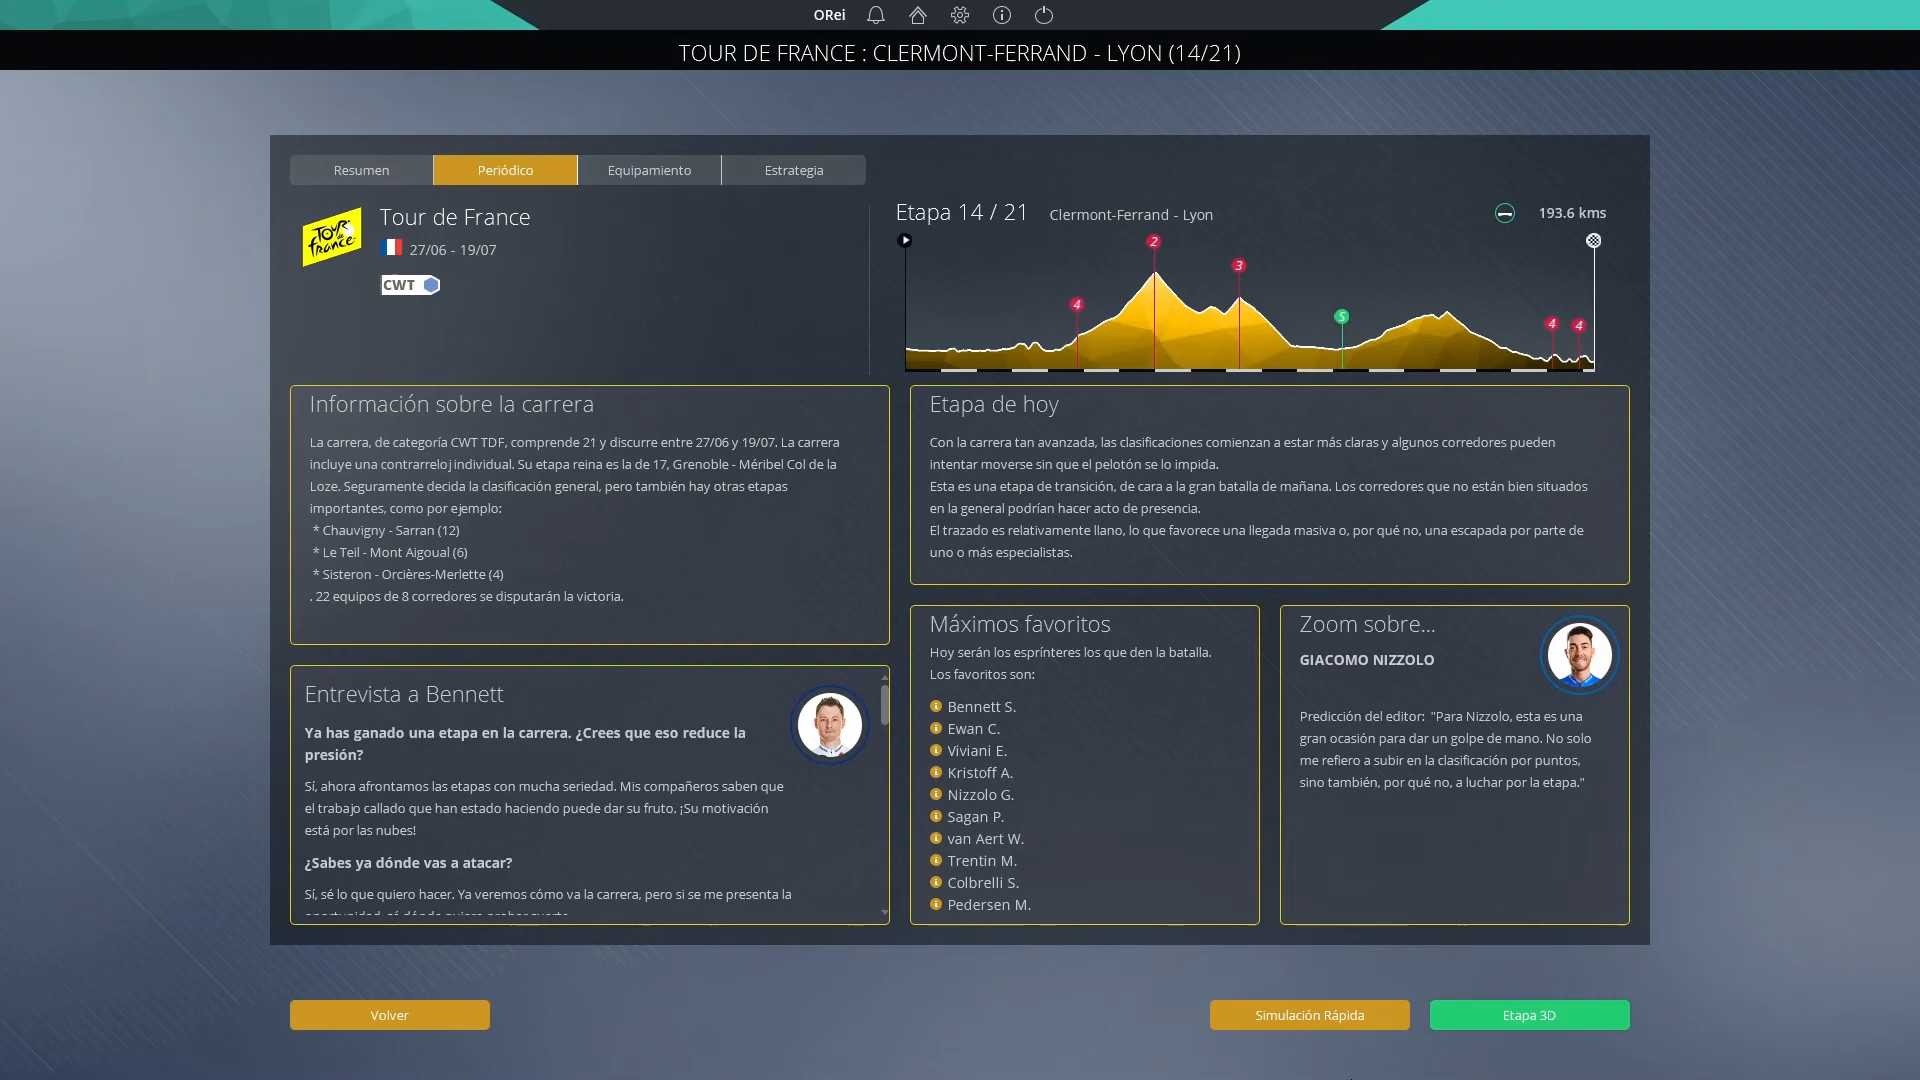 ORei
TOUR DE FRANCE : CLERMONT-FERRAND - LYON (14/21)
Resumen
Periódico
Equipamiento
Estrategia
TOUR de france
Tour de France
27/06 - 19/07
CWT
Etapa 14 / 21
Clermont-Ferrand - Lyon
193.6 kms
4
2
3
S
4
4
Información sobre la carrera
La carrera, de categoría CWT TDF, comprende 21 y discurre entre 27/06 y 19/07. La carrera
incluye una contrarreloj individual. Su etapa reina es la de 17, Grenoble - Méribel Col de la
Loze. Seguramente decida la clasificación general, pero también hay otras etapas
importantes, como por ejemplo:
* Chauvigny - Sarran (12)
* Le Teil - Mont Aigoual (6)
* Sisteron - Orcières-Merlette (4)
. 22 equipos de 8 corredores se disputarán la victoria.
Etapa de hoy
Con la carrera tan avanzada, las clasificaciones comienzan a estar más claras y algunos corredores pueden
intentar moverse sin que el pelotón se lo impida.
Esta es una etapa de transición, de cara a la gran batalla de mañana. Los corredores que no están bien situados
en la general podrían hacer acto de presencia.
El trazado es relativamente llano, lo que favorece una llegada masiva o, por qué no, una escapada por parte de
uno o más especialistas.
Entrevista a Bennett
Ya has ganado una etapa en la carrera. ¿Crees que eso reduce la
presión?
Sí, ahora afrontamos las etapas con mucha seriedad. Mis compañeros saben que
el trabajo callado que han estado haciendo puede dar su fruto. ¡Su motivación
está por las nubes!
¿Sabes ya dónde vas a atacar?
Sí, sé lo que quiero hacer. Ya veremos cómo va la carrera, pero si se me presenta la
oportunidad, sé dónde quiero probar suerte.
Máximos favoritos
Hoy serán los esprínteres los que den la batalla.
Los favoritos son:
Bennett S.
Ewan C.
Viviani E.
Kristoff A.
Nizzolo G.
Sagan P.
van Aert W.
Trentin M.
Colbrelli S.
Pedersen M.
Zoom sobre...
GIACOMO NIZZOLO
Predicción del editor: "Para Nizzolo, esta es una
gran ocasión para dar un golpe de mano. No solo
me refiero a subir en la clasificación por puntos,
sino también, por qué no, a luchar por la etapa."
Volver
Simulación Rápida
Etapa 3D